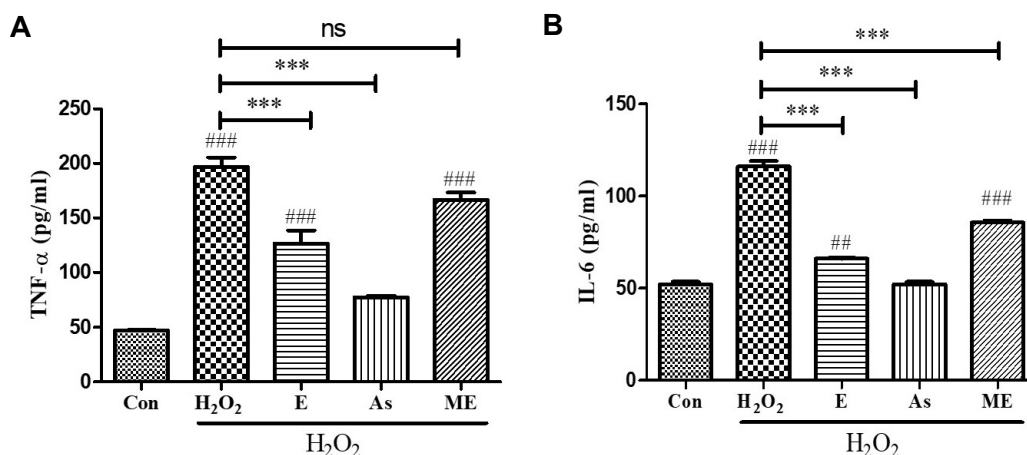 A
ns
***
***
250
200
150
100
50
0
TNF-α (pg/ml)
###
###
###
Con H₂O₂ E As ME
H₂O₂
B
***
***
***
150
100
50
0
IL-6 (pg/ml)
###
##
###
Con H₂O₂ E As ME
H₂O₂